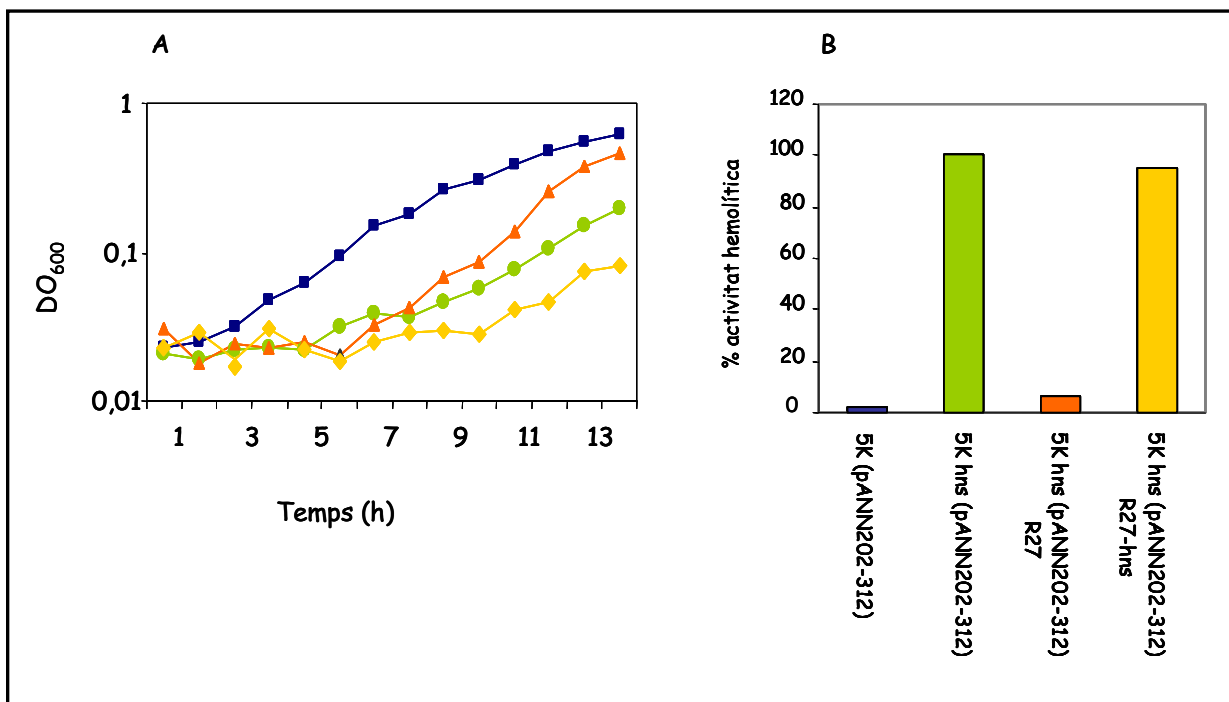 A
1
0,1
0,01
DO600
1
3
5
7
9
11
13
Temps (h)
B
120
100
80
60
40
20
0
% activitat hemolítica
5K (pANN202-312)
5K hns (pANN202-312)
5K hns (pANN202-312)
R27
5K hns (pANN202-312)
R27-hns